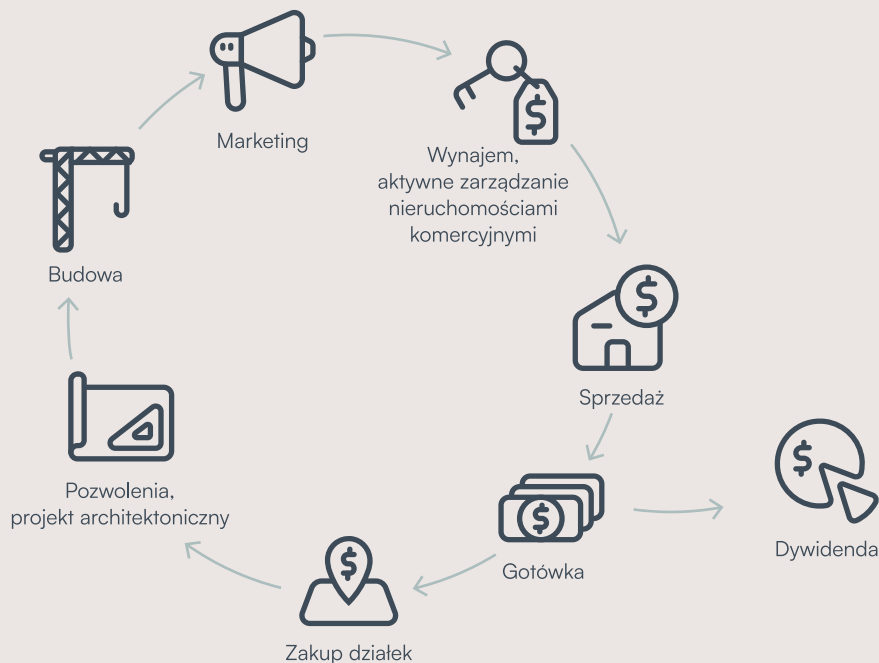 Marketing
Wynajem,
aktywne zarządzanie
nieruchomościami
komercyjnymi
Budowa
Sprzedaż
Pozwolenia,
projekt architektoniczny
Dywidenda
Gotówka
Zakup działek